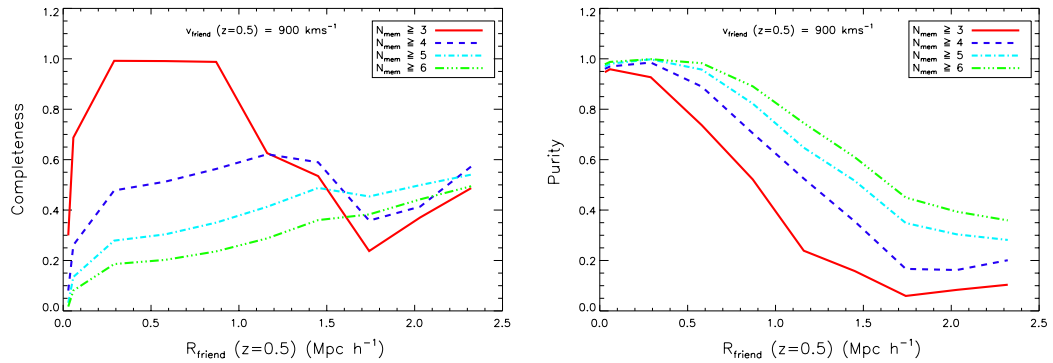 1.2
1.0
0.8
0.6
0.4
0.2
0.0
Completeness
v_friend (z=0.5) = 900 kms⁻¹
N_mem ≥ 3
N_mem ≥ 4
N_mem ≥ 5
N_mem ≥ 6
0.0 0.5 1.0 1.5 2.0 2.5
R_friend (z=0.5) (Mpc h⁻¹)
1.2
1.0
0.8
0.6
0.4
0.2
0.0
Purity
v_friend (z=0.5) = 900 kms⁻¹
N_mem ≥ 3
N_mem ≥ 4
N_mem ≥ 5
N_mem ≥ 6
0.0 0.5 1.0 1.5 2.0 2.5
R_friend (z=0.5) (Mpc h⁻¹)